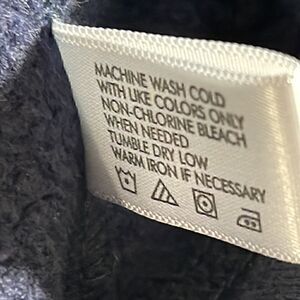 MACHINE WASH COLD
WITH LIKE COLORS ONLY
NON-CHLORINE BLEACH
WHEN NEEDED
TUMBLE DRY LOW
WARM IRON IF NECESSARY